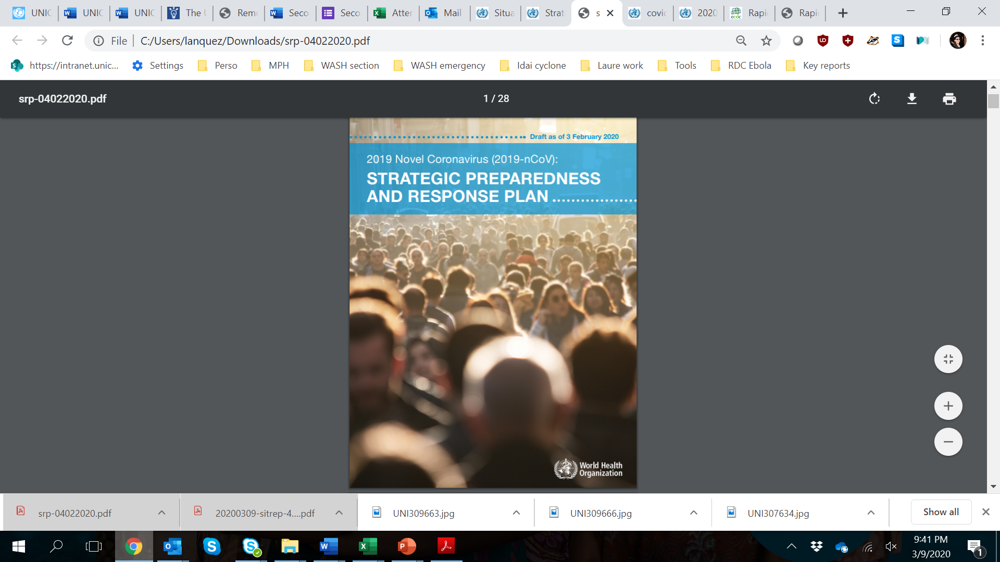 UNIC
UNIC
UNIC
The
Rem
Seco
Seco
Atter
Mail
Situa
Strat
s
covid
2020
Rapi
Rapi
File
C:/Users/lanquez/Downloads/srp-04022020.pdf
https://intranet.unic...
Settings
Perso
MPH
WASH section
WASH emergency
Idai cyclone
Laure work
Tools
RDC Ebola
Key reports
srp-04022020.pdf
1 / 28
Draft as of 3 February 2020
2019 Novel Coronavirus (2019-nCoV):
STRATEGIC PREPAREDNESS
AND RESPONSE PLAN
World Health
Organization
srp-04022020.pdf
20200309-sitrep-4....pdf
UNI309663.jpg
UNI309666.jpg
UNI307634.jpg
Show all
9:41 PM
3/9/2020
1